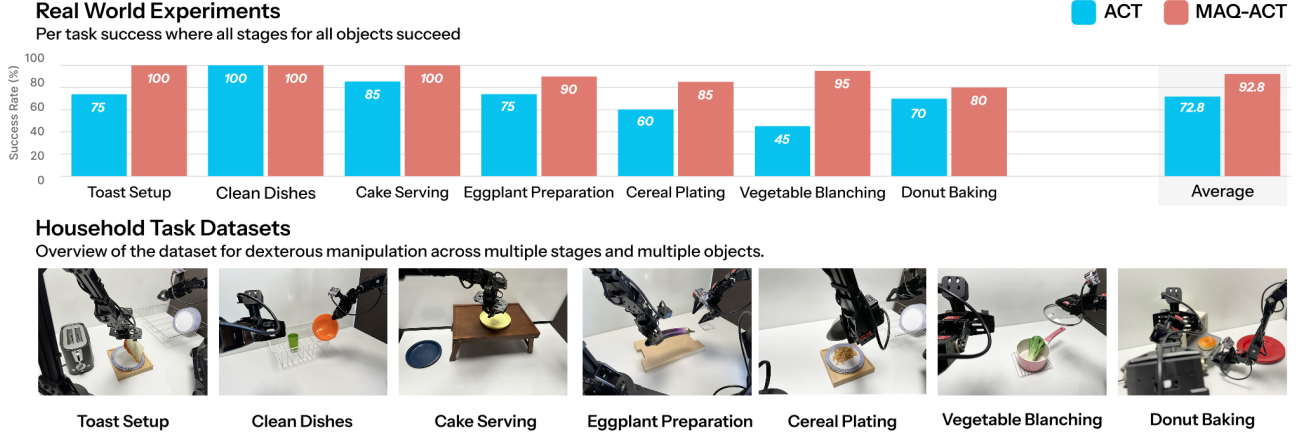 Real World Experiments
ACT
MAQ-ACT
Per task success where all stages for all objects succeed
Success Rate (%)
100
80
60
40
20
0
75
100
100
100
85
100
75
90
60
85
45
95
70
80
72.8
92.8
Toast Setup
Clean Dishes
Cake Serving
Eggplant Preparation
Cereal Plating
Vegetable Blanching
Donut Baking
Average
Household Task Datasets
Overview of the dataset for dexterous manipulation across multiple stages and multiple objects.
Toast Setup
Clean Dishes
Cake Serving
Eggplant Preparation
Cereal Plating
Vegetable Blanching
Donut Baking